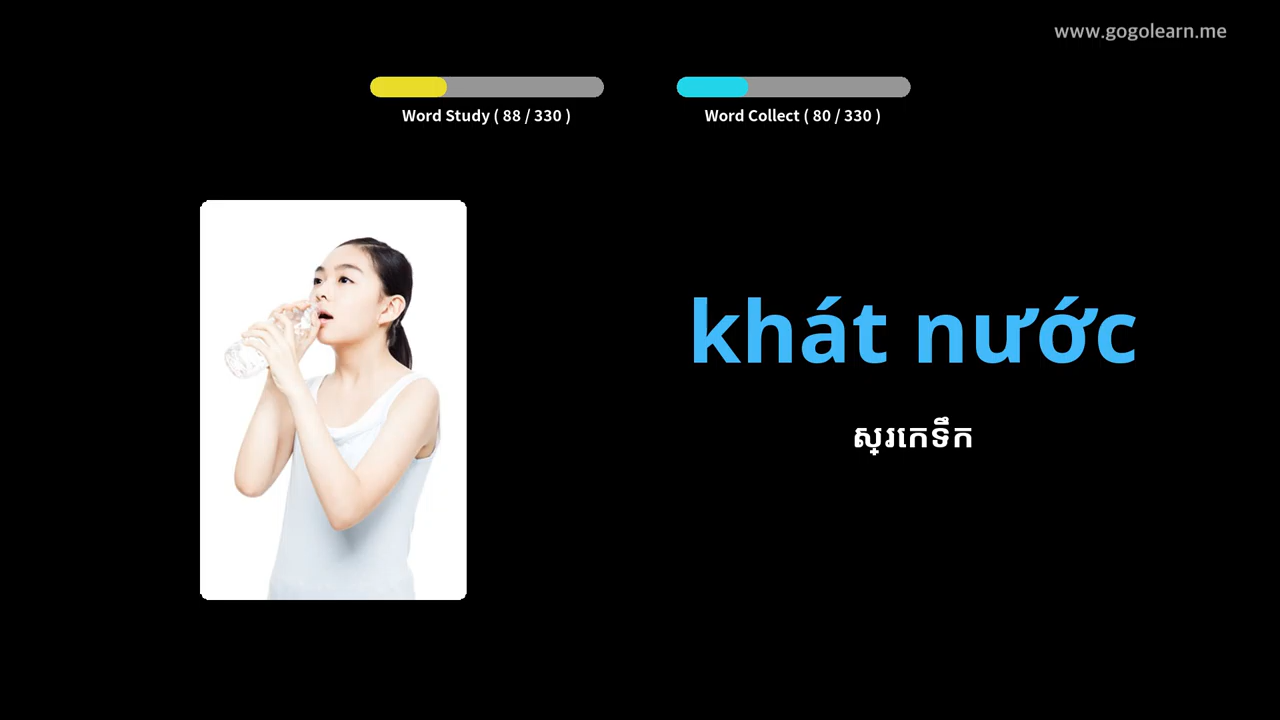 www.gogolearn.me
Word Study ( 88 / 330 )
Word Collect ( 80 / 330 )
khát nước
ស្រេកទឹក